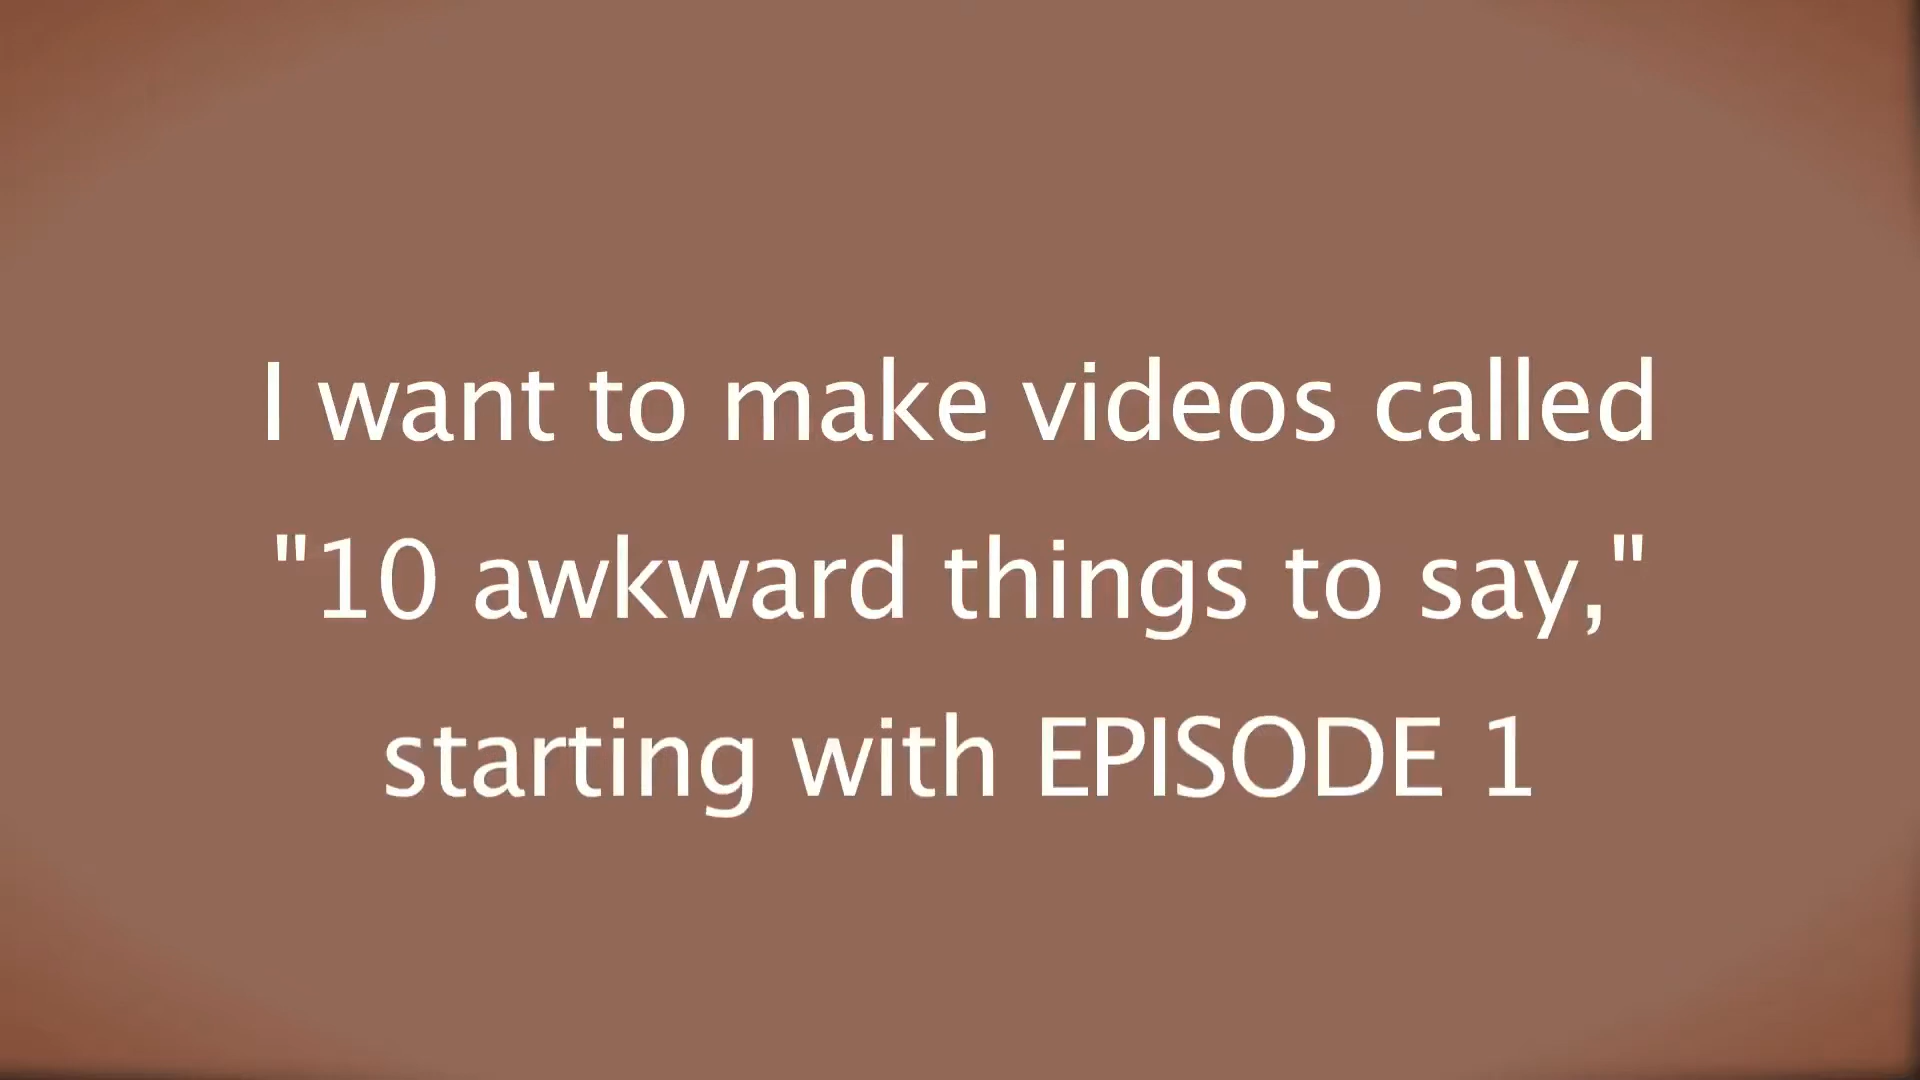 I want to make videos called
"10 awkward things to say,"
starting with EPISODE 1